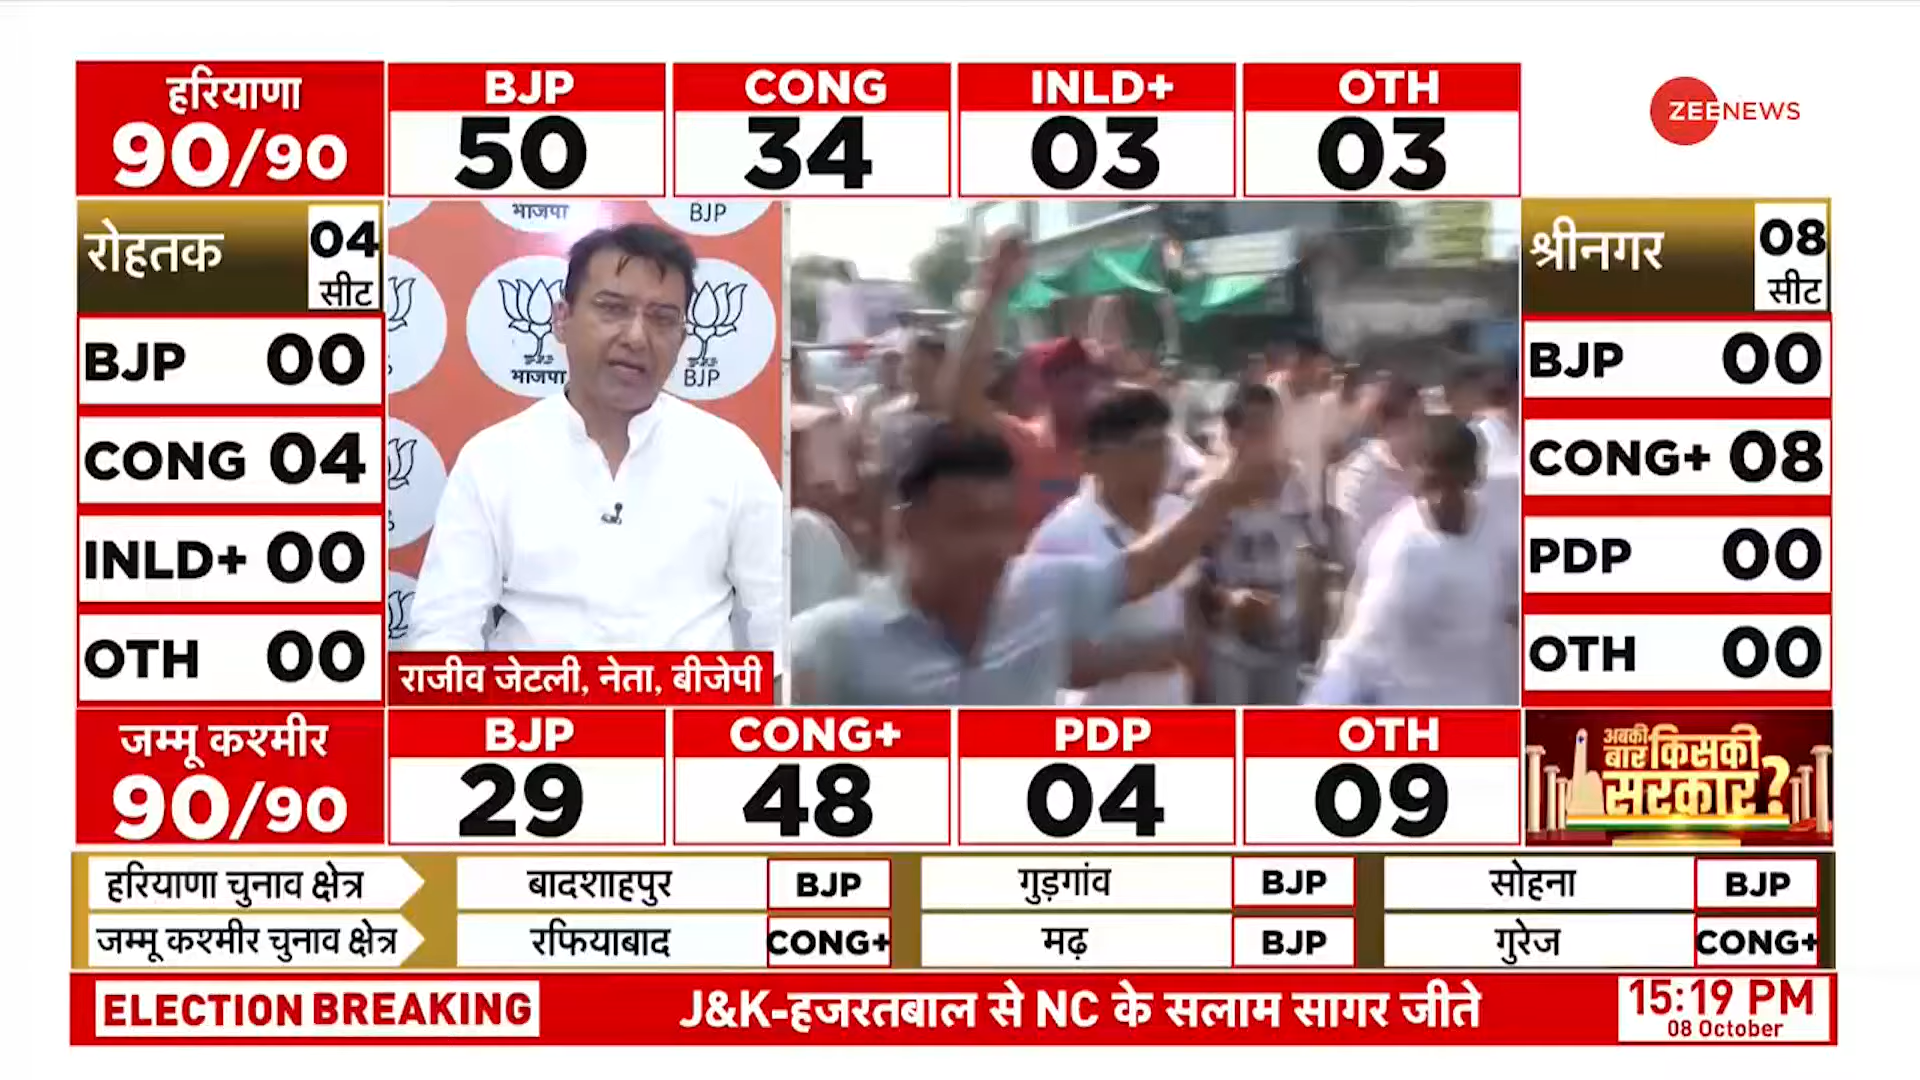 हरियाणा
90/90
BJP
50
CONG
34
INLD+
03
OTH
03
ZEENEWS
रोहतक
04
सीट
BJP 00
CONG 04
INLD+ 00
OTH 00
भाजपा
BJP
भाजपा
BJP
राजीव जेटली, नेता, बीजेपी
श्रीनगर
08
सीट
BJP 00
CONG+ 08
PDP 00
OTH 00
जम्मू कश्मीर
90/90
BJP
29
CONG+
48
PDP
04
OTH
09
अबकी
बार किसकी
सरकार?
हरियाणा चुनाव क्षेत्र बादशाहपुर BJP गुड़गांव BJP सोहना BJP
जम्मू कश्मीर चुनाव क्षेत्र रफियाबाद CONG+ मढ़ BJP गुरेज CONG+
ELECTION BREAKING
J&K-हजरतबाल से NC के सलाम सागर जीते
15:19 PM
08 October